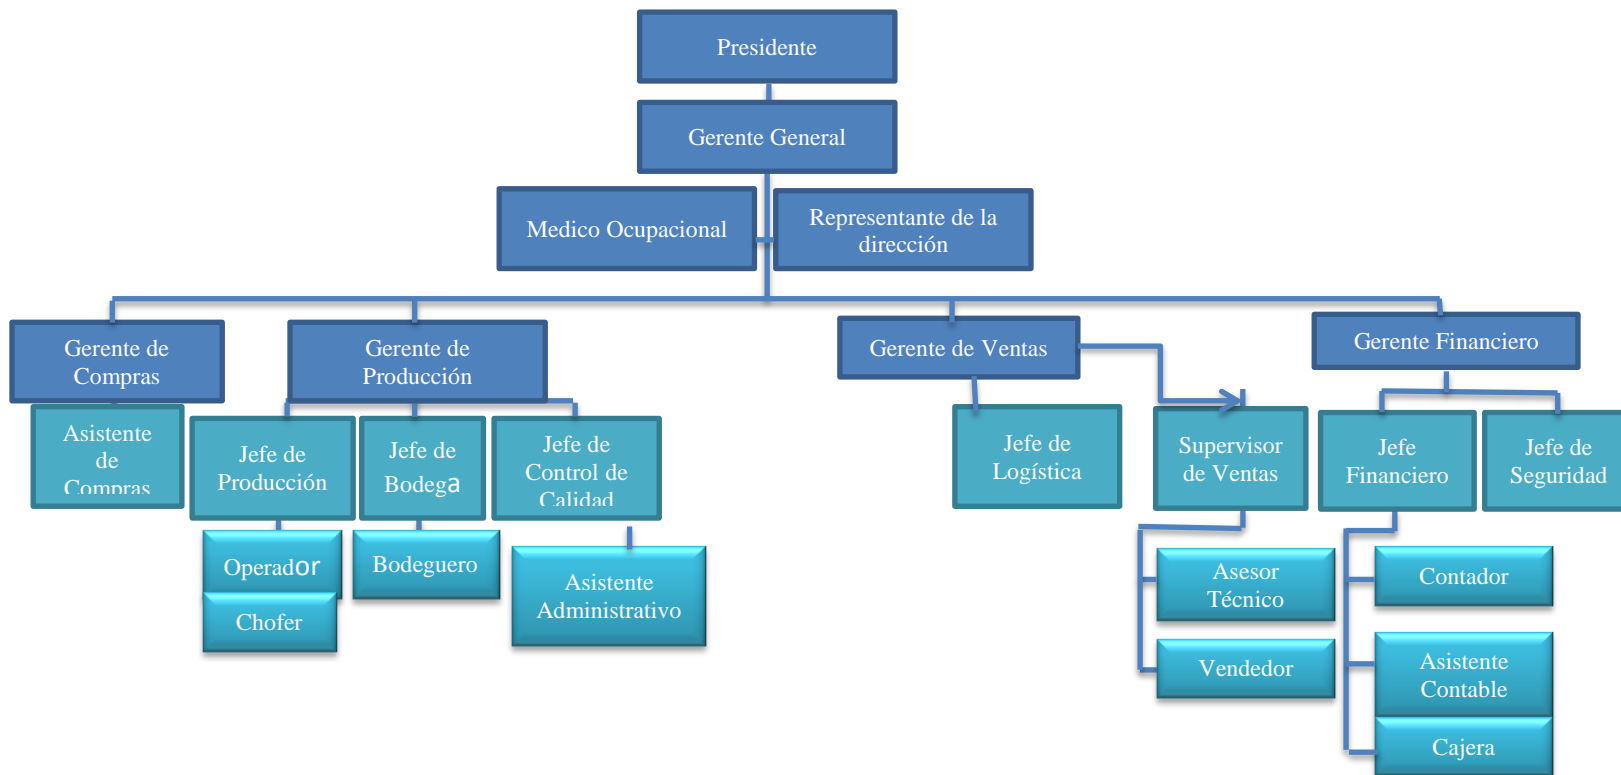 Presidente
Gerente General
Medico Ocupacional
Representante de la
dirección
Gerente de
Compras
Gerente de
Producción
Gerente de Ventas
Gerente Financiero
Asistente
de
Compras
Jefe de
Producción
Jefe de
Bodega
Jefe de
Control de
Calidad
Jefe de
Logística
Supervisor
de Ventas
Jefe
Financiero
Jefe de
Seguridad
Operador
Chofer
Bodeguero
Asistente
Administrativo
Asesor
Técnico
Vendedor
Contador
Asistente
Contable
Cajera